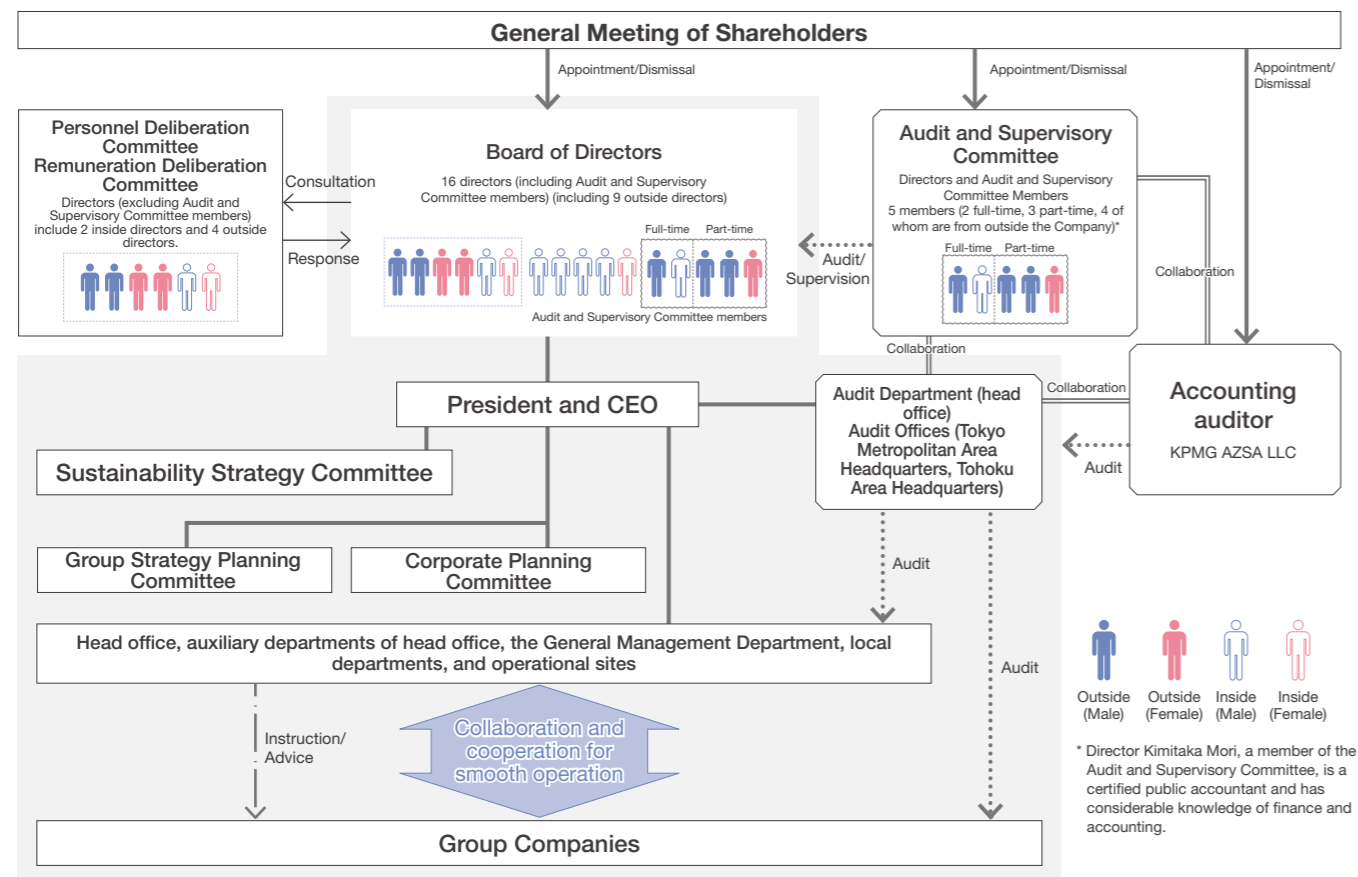 General Meeting of Shareholders
Appointment/Dismissal
Appointment/Dismissal
Appointment/
Dismissal
Personnel Deliberation
Committee
Remuneration Deliberation
Committee
Directors (excluding Audit and
Supervisory Committee members)
include 2 inside directors and 4 outside
directors.
Consultation
Response
Board of Directors
16 directors (including Audit and Supervisory
Committee members) (including 9 outside directors)
Full-time
Part-time
Audit and Supervisory Committee members
Audit/
Supervision
Audit and Supervisory
Committee
Directors and Audit and Supervisory
Committee Members
5 members (2 full-time, 3 part-time, 4 of
whom are from outside the Company)*
Full-time
Part-time
Collaboration
Collaboration
President and CEO
Audit Department (head
office)
Audit Offices (Tokyo
Metropolitan Area
Headquarters, Tohoku
Area Headquarters)
Collaboration
Audit
Accounting
auditor
KPMG AZSA LLC
Sustainability Strategy Committee
Group Strategy Planning
Committee
Corporate Planning
Committee
Audit
Head office, auxiliary departments of head office, the General Management Department, local
departments, and operational sites
Audit
Instruction/
Advice
Collaboration and
cooperation for
smooth operation
Group Companies
Outside
(Male)
Outside
(Female)
Inside
(Male)
Inside
(Female)
* Director Kimitaka Mori, a member of the
Audit and Supervisory Committee, is a
certified public accountant and has
considerable knowledge of finance and
accounting.